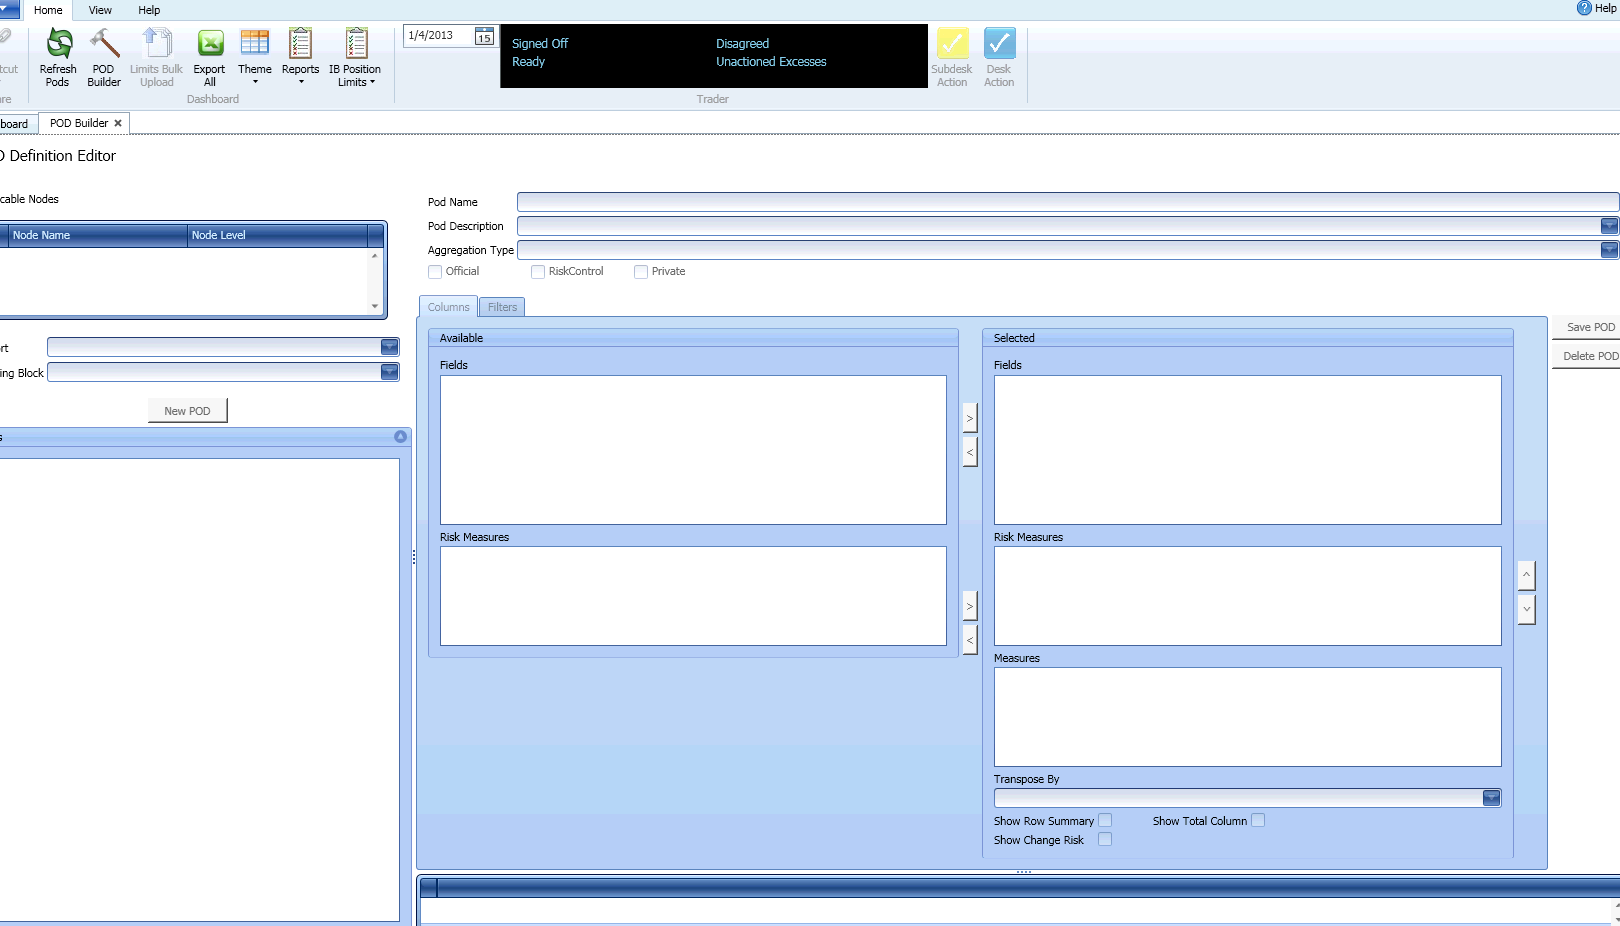 Home View Help
Help
Refresh Pods
POD Builder
Limits Bulk Upload
Export All
Theme
Reports
IB Position Limits
Dashboard
1/4/2013
15
Signed Off
Ready
Disagreed
Unactioned Excesses
Trader
Subdesk Action
Desk Action
board
POD Builder
Definition Editor
cable Nodes
Node Name Node Level
rt
ing Block
New POD
s
Pod Name
Pod Description
Aggregation Type
Official RiskControl Private
Columns Filters
Available
Fields
Risk Measures
>
<
>
<
Selected
Fields
Risk Measures
Measures
Transpose By
Show Row Summary Show Total Column
Show Change Risk
Save POD
Delete POD